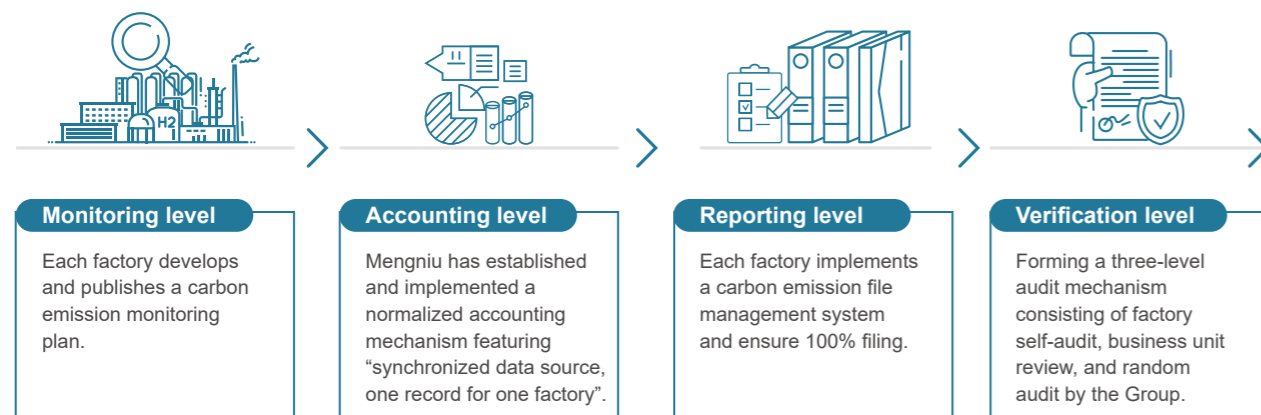 H2
Monitoring level
Each factory develops
and publishes a carbon
emission monitoring
plan.
Accounting level
Mengniu has established
and implemented a
normalized accounting
mechanism featuring
“synchronized data source,
one record for one factory”.
Reporting level
Each factory implements
a carbon emission file
management system
and ensure 100% filing.
Verification level
Forming a three-level
audit mechanism
consisting of factory
self-audit, business unit
review, and random
audit by the Group.